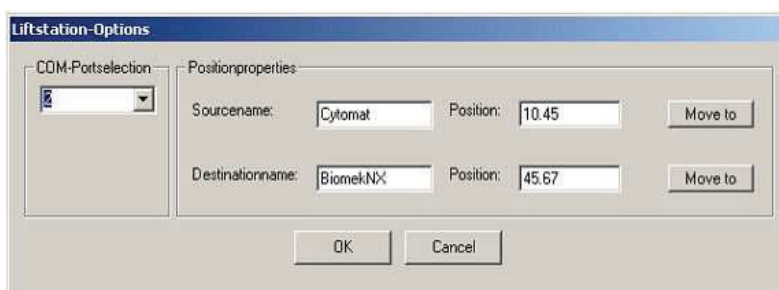 Liftstation-Options
COM-Portselection
2
Positionproperties
Sourcename: Cytomat Position: 10.45 Move to
Destinationname: BiomekNX Position: 45.67 Move to
OK Cancel